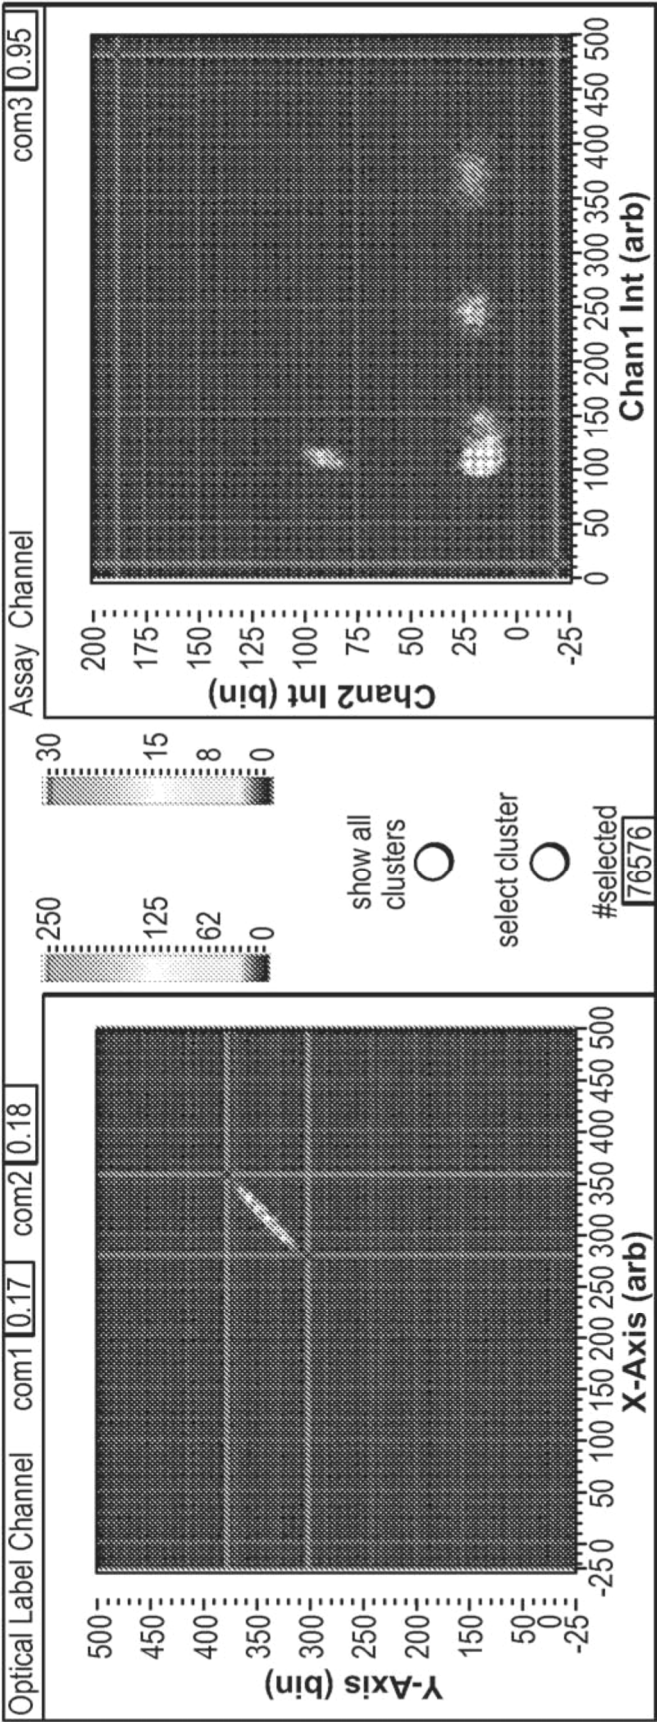 Optical Label Channel com1 0.17 com2 0.18
500
450
400
350
300
250
200
150
100
50
0
-25
Y-Axis (bin)
-25 0 50 100 150 200 250 300 350 400 450 500
X-Axis (arb)
250
125
62
0
30
15
8
0
show all
clusters
select cluster
#selected
76576
Assay Channel com3 0.95
200
175
150
125
100
75
50
25
0
-25
Chan2 Int (bin)
0 50 100 150 200 250 300 350 400 450 500
Chan1 Int (arb)